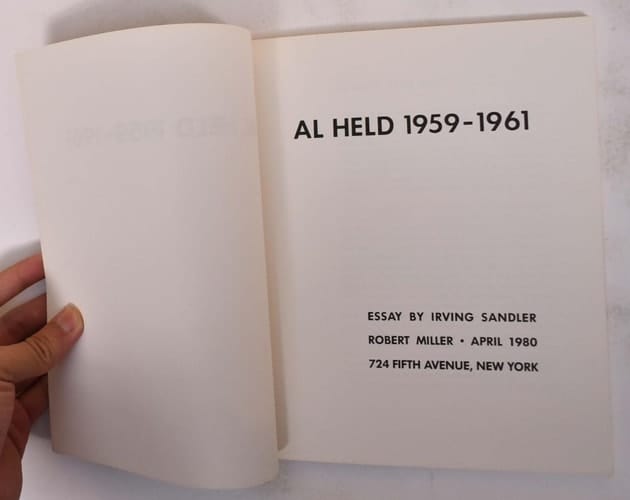 AL HELD 1959-1961
ESSAY BY IRVING SANDLER
ROBERT MILLER • APRIL 1980
724 FIFTH AVENUE, NEW YORK